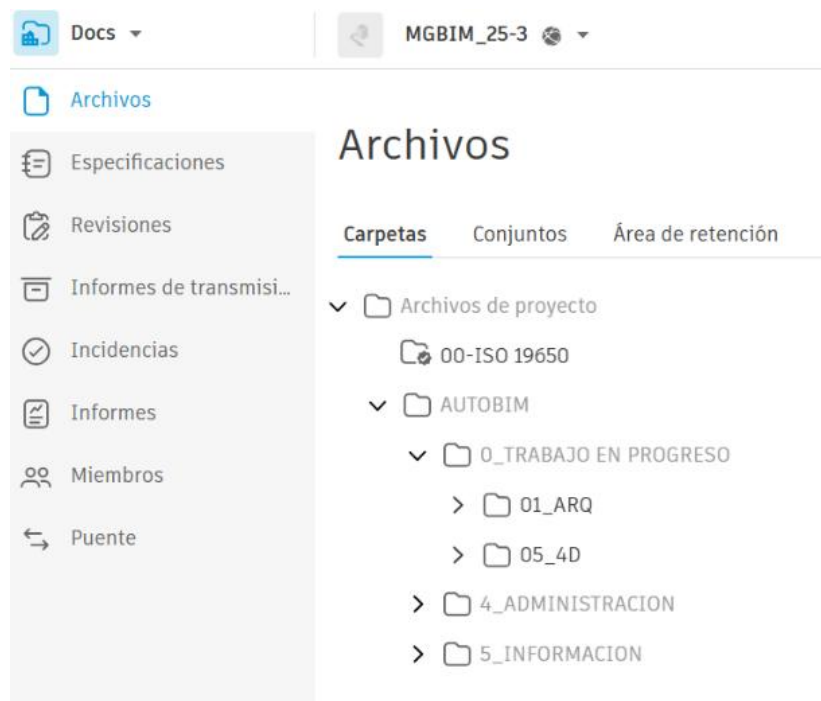 Docs
MGBIM_25-3
Archivos
Especificaciones
Revisiones
Informes de transmisi...
Incidencias
Informes
Miembros
Puente
Archivos
Carpetas Conjuntos Área de retención
Archivos de proyecto
00-ISO 19650
AUTOBIM
0_TRABAJO EN PROGRESO
01_ARQ
05_4D
4_ADMINISTRACION
5_INFORMACION